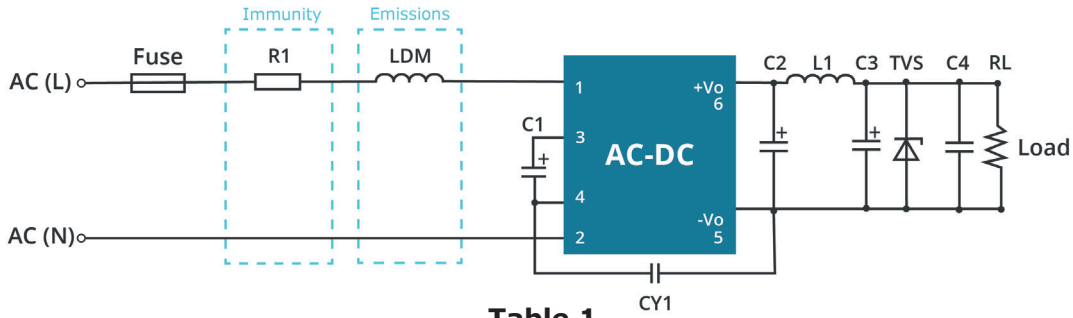 Immunity
Emissions
Fuse
R1
LDM
C2
L1
C3
TVS
C4
RL
AC (L)
1
+Vo
6
C1
3
AC-DC
Load
4
AC (N)
2
-Vo
5
CY1
Table 1